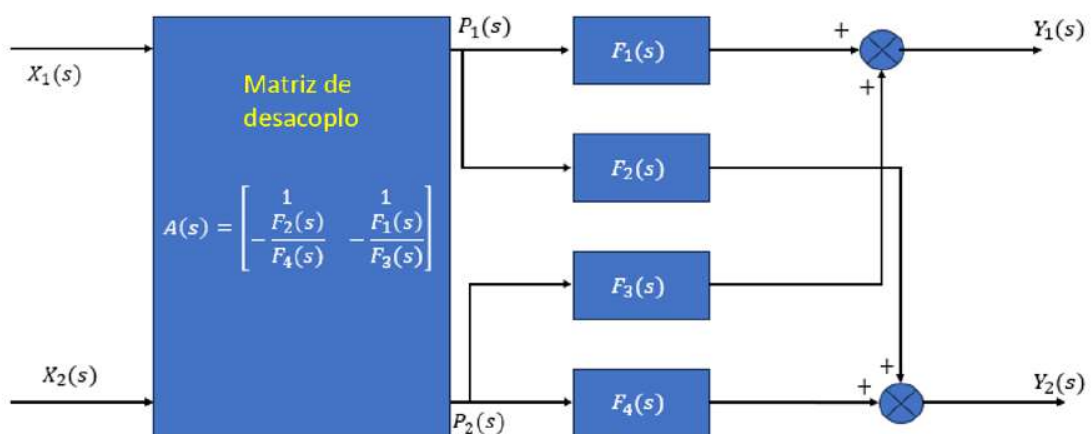 P₁(s)
Y₁(s)
+
F₁(s)
X₁(s)
+
Matriz de
desacoplo
F₂(s)
A(s) = [1 1; -F₂(s)/F₄(s) -F₁(s)/F₃(s)]
F₃(s)
X₂(s)
+
Y₂(s)
+
F₄(s)
P₂(s)